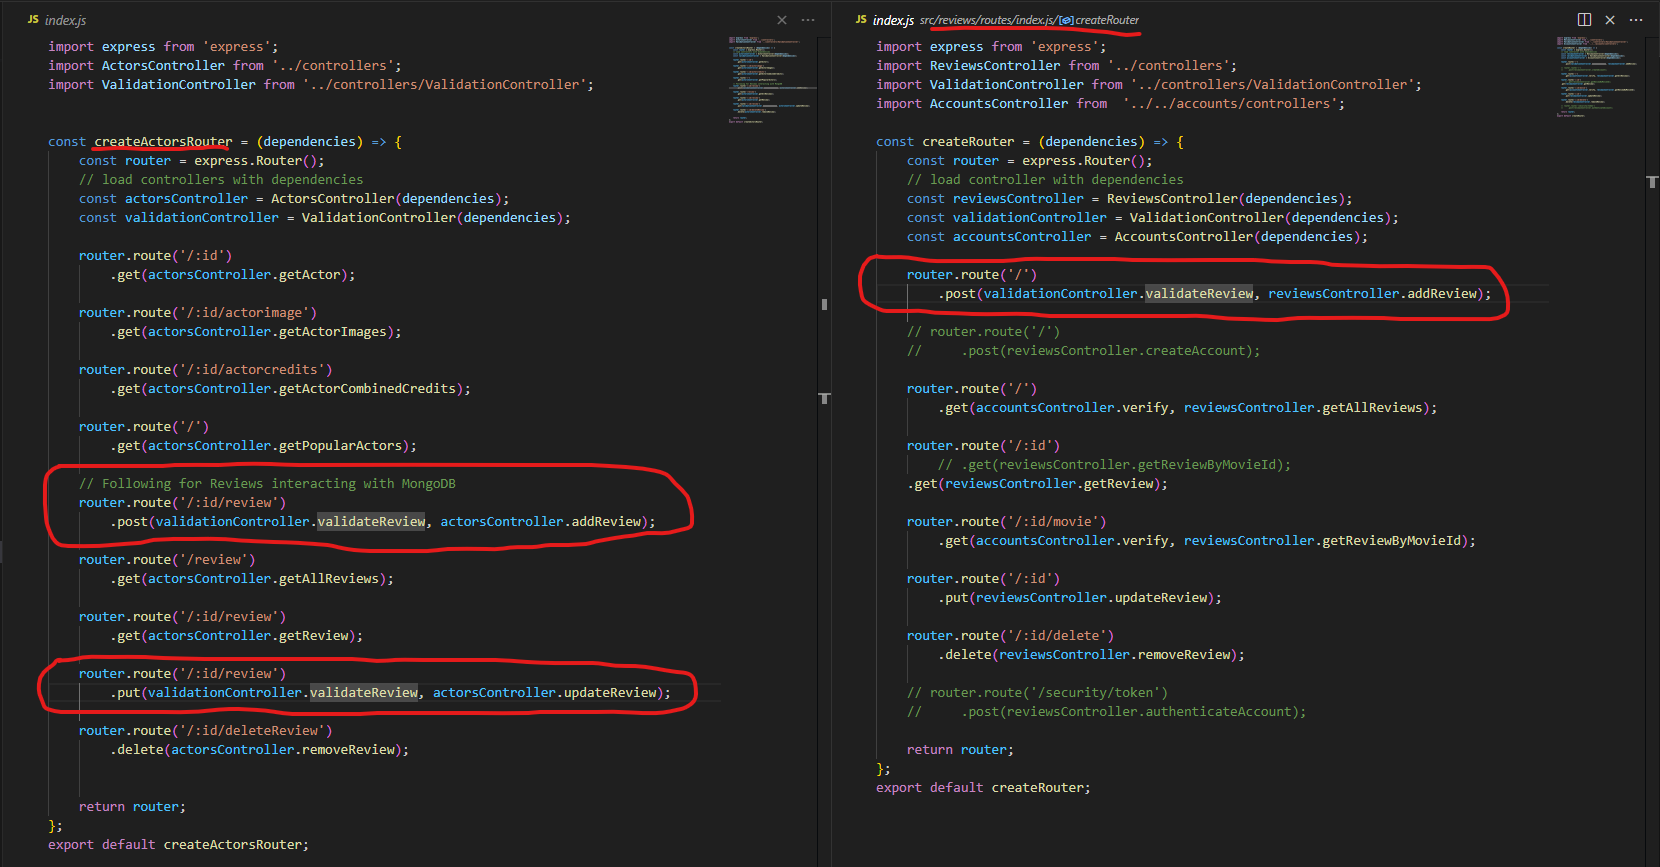 JS index.js
import express from 'express';
import ActorsController from '../controllers';
import ValidationController from '../controllers/ValidationController';
const createActorsRouter = (dependencies) => {
const router = express.Router();
// load controllers with dependencies
const actorsController = ActorsController(dependencies);
const validationController = ValidationController(dependencies);
router.route('/:id')
.get(actorsController.getActor);
router.route('/:id/actorimage')
.get(actorsController.getActorImages);
router.route('/:id/actorcredits')
.get(actorsController.getActorCombinedCredits);
router.route('/')
.get(actorsController.getPopularActors);
// Following for Reviews interacting with MongoDB
router.route('/:id/review')
.post(validationController.validateReview, actorsController.addReview);
router.route('/review')
.get(actorsController.getAllReviews);
router.route('/:id/review')
.get(actorsController.getReview);
router.route('/:id/review')
.put(validationController.validateReview, actorsController.updateReview);
router.route('/:id/deleteReview')
.delete(actorsController.removeReview);
return router;
};
export default createActorsRouter;
JS index.js src/reviews/routes/index.js/createRouter
import express from 'express';
import ReviewsController from '../controllers';
import ValidationController from '../controllers/ValidationController';
import AccountsController from  '../../accounts/controllers';
const createRouter = (dependencies) => {
const router = express.Router();
// load controller with dependencies
const reviewsController = ReviewsController(dependencies);
const validationController = ValidationController(dependencies);
const accountsController = AccountsController(dependencies);
router.route('/')
.post(validationController.validateReview, reviewsController.addReview);
// router.route('/')
//     .post(reviewsController.createAccount);
router.route('/')
.get(accountsController.verify, reviewsController.getAllReviews);
router.route('/:id')
// .get(reviewsController.getReviewByMovieId);
.get(reviewsController.getReview);
router.route('/:id/movie')
.get(accountsController.verify, reviewsController.getReviewByMovieId);
router.route('/:id')
.put(reviewsController.updateReview);
router.route('/:id/delete')
.delete(reviewsController.removeReview);
// router.route('/security/token')
//     .post(reviewsController.authenticateAccount);
return router;
};
export default createRouter;